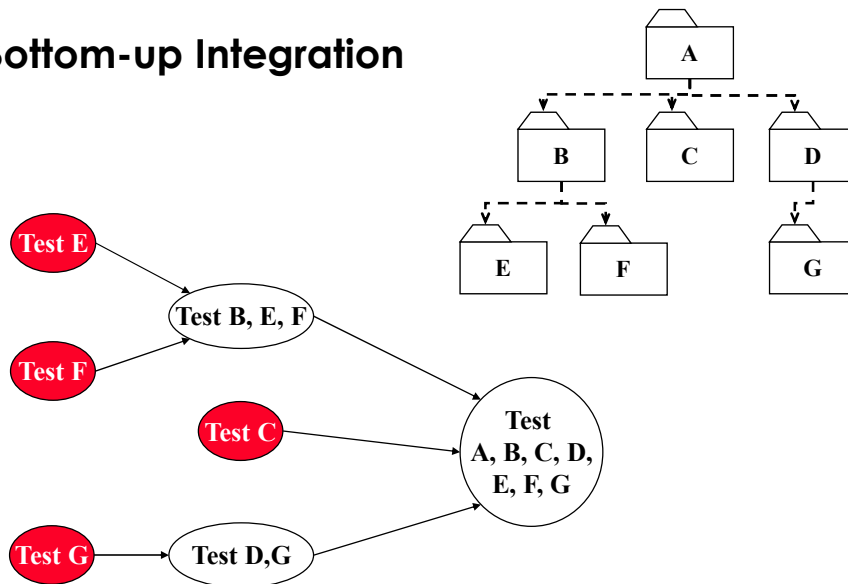 ottom-up Integration
A
B
C
D
E
F
G
Test E
Test B, E, F
Test F
Test C
Test
A, B, C, D,
E, F, G
Test G
Test D,G